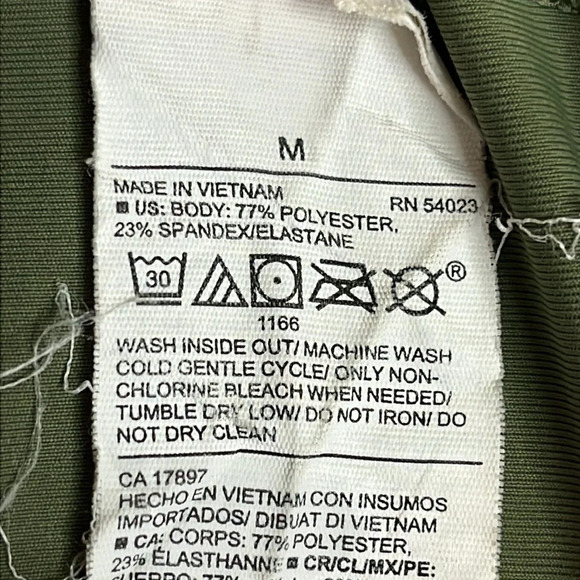 M
MADE IN VIETNAM RN 54023
US: BODY: 77% POLYESTER,
23% SPANDEX/ELASTANE
30 ®
1166
WASH INSIDE OUT/ MACHINE WASH
COLD GENTLE CYCLE/ ONLY NON-
CHLORINE BLEACH WHEN NEEDED/
TUMBLE DRY LOW/ DO NOT IRON/ DO
NOT DRY CLEAN
CA 17897
HECHO EN VIETNAM CON INSUMOS
IMPORTADOS/ DIBUAT DI VIETNAM
CA: CORPS: 77% POLYESTER,
23% ÉLASTHANNE CR/CL/MX/PE:
77%